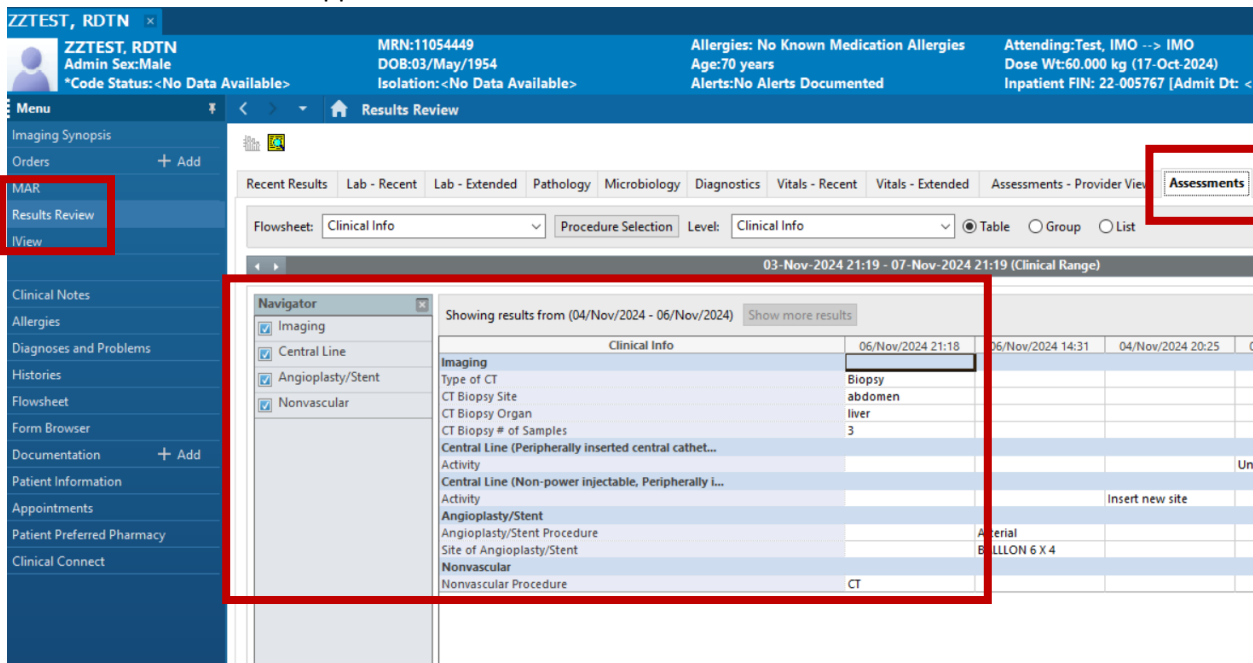 ZZTEST, RDTN
ZZTEST, RDTN MRN:11054449 Allergies: No Known Medication Allergies Attending:Test, IMO --> IMO
Admin Sex:Male DOB:03/May/1954 Age:70 years Dose Wt:60.000 kg (17-Oct-2024)
*Code Status:<No Data Available> Isolation:<No Data Available> Alerts:No Alerts Documented Inpatient FIN: 22-005767 [Admit Dt: <
Menu
Results Review
Imaging Synopsis
Orders + Add
MAR
Results Review
IView
Clinical Notes
Allergies
Diagnoses and Problems
Histories
Flowsheet
Form Browser
Documentation + Add
Patient Information
Appointments
Patient Preferred Pharmacy
Clinical Connect
Recent Results Lab - Recent Lab - Extended Pathology Microbiology Diagnostics Vitals - Recent Vitals - Extended Assessments - Provider View Assessments
Flowsheet: Clinical Info Procedure Selection Level: Clinical Info Table Group List
03-Nov-2024 21:19 - 07-Nov-2024 21:19 (Clinical Range)
Navigator
Imaging
Central Line
Angioplasty/Stent
Nonvascular
Showing results from (04/Nov/2024 - 06/Nov/2024) Show more results
Clinical Info 06/Nov/2024 21:18 06/Nov/2024 14:31 04/Nov/2024 20:25
Imaging
Type of CT Biopsy
CT Biopsy Site abdomen
CT Biopsy Organ liver
CT Biopsy # of Samples 3
Central Line (Peripherally inserted central cathet...
Activity Un
Central Line (Non-power injectable, Peripherally i...
Activity Insert new site
Angioplasty/Stent
Angioplasty/Stent Procedure Arterial
Site of Angioplasty/Stent 6 X 4
Nonvascular
Nonvascular Procedure CT